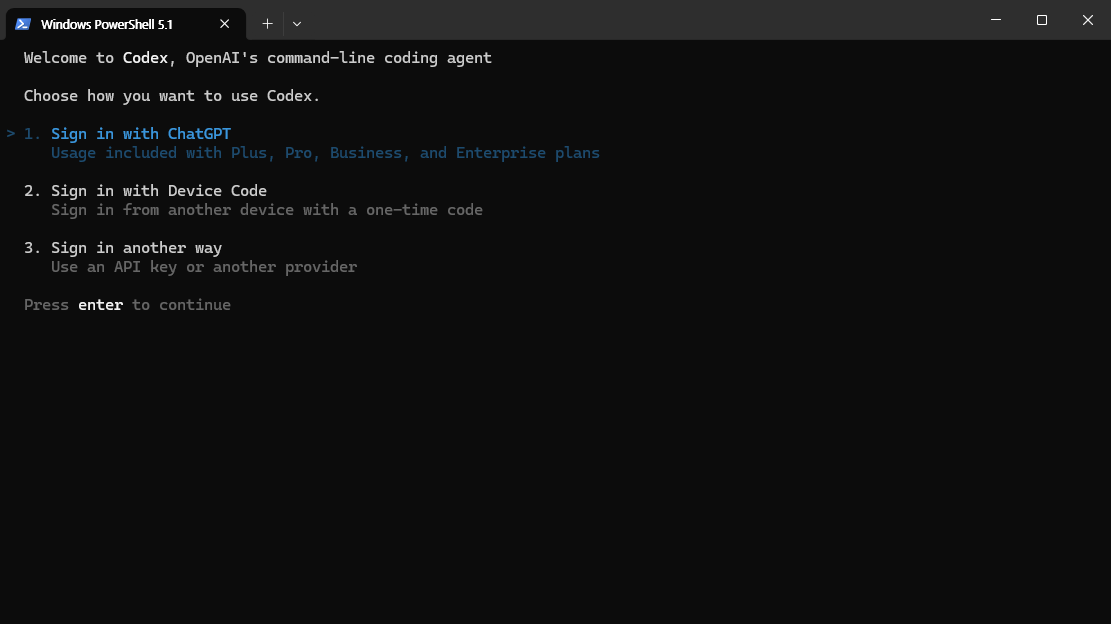 Windows PowerShell 5.1
Welcome to Codex, OpenAI's command-line coding agent
Choose how you want to use Codex.
> 1. Sign in with ChatGPT
Usage included with Plus, Pro, Business, and Enterprise plans
2. Sign in with Device Code
Sign in from another device with a one-time code
3. Sign in another way
Use an API key or another provider
Press enter to continue